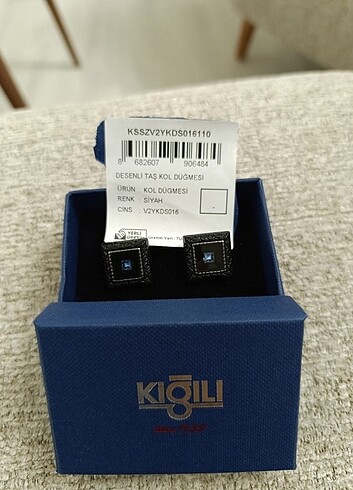 KSSZV2YKDS016110
8 682607 906484
DESENLİ TAŞ KOL DÜĞMESİ
ÜRÜN : KOL DÜĞMESİ
RENK : SİYAH
CİNS : V2YKDS016
YERLİ
ÜRETİM
KİĞILI